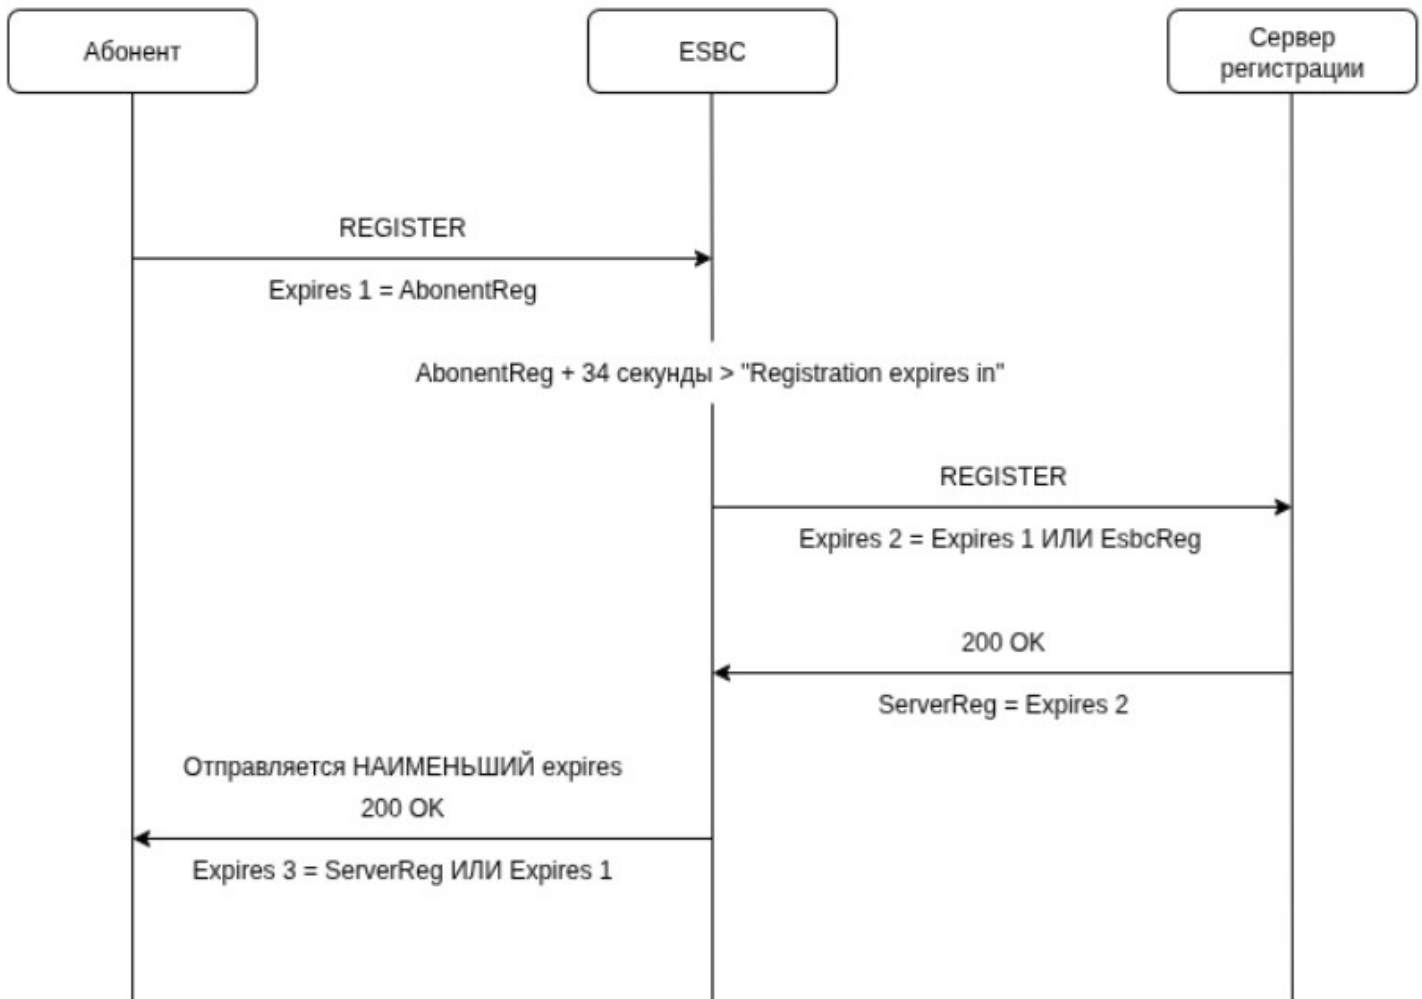 Абонент
ESBC
Сервер
регистрации
REGISTER
Expires 1 = AbonentReg
AbonentReg + 34 секунды > "Registration expires in"
REGISTER
Expires 2 = Expires 1 ИЛИ EsbcReg
200 OK
ServerReg = Expires 2
Отправляется НАИМЕНЬШИЙ expires
200 OK
Expires 3 = ServerReg ИЛИ Expires 1